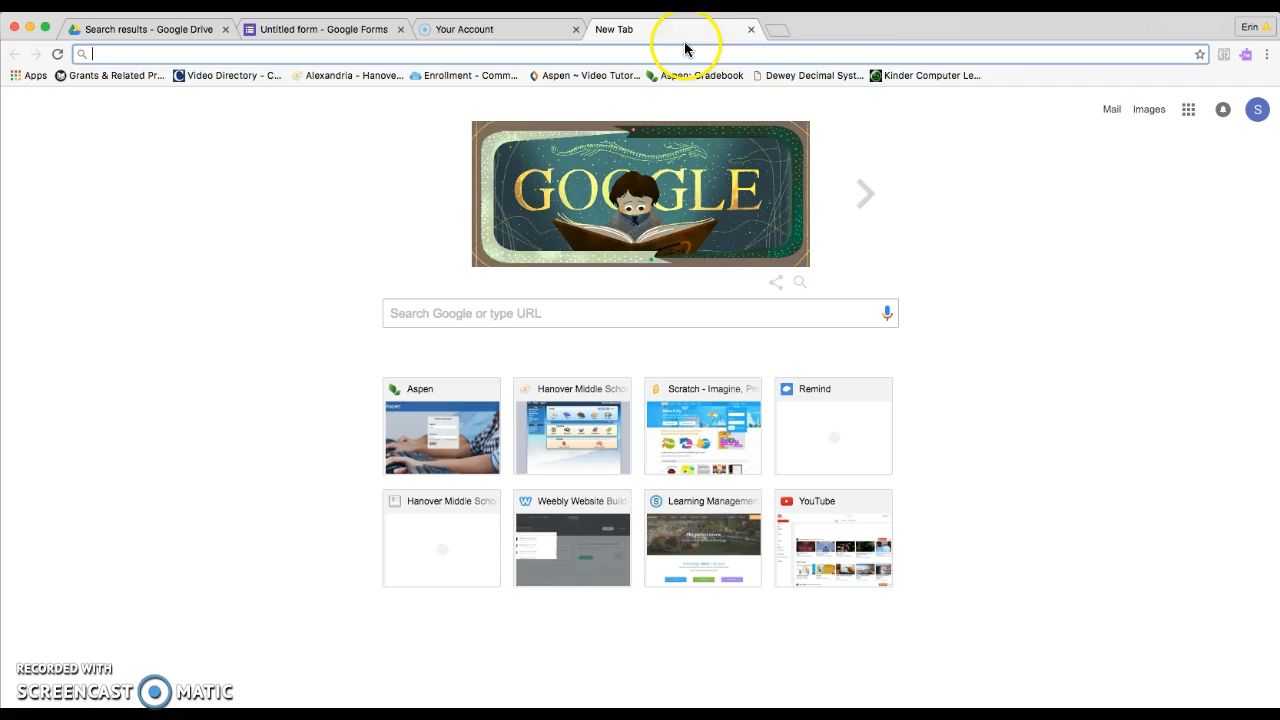 Search results - Google Drive
Untitled form - Google Forms
Your Account
New Tab
Erin
Apps
Grants & Related Pr...
Video Directory - C...
Alexandria - Hanove...
Enrollment - Comm...
Aspen ~ Video Tutor...
Aspen: Gradebook
Dewey Decimal Syst...
Kinder Computer Le...
Mail Images S
GOOGLE
Search Google or type URL
Aspen
Hanover Middle Scho
Scratch - Imagine, Pro
Remind
Hanover Middle Scho
Weebly Website Build
Learning Managemen
YouTube
RECORDED WITH
SCREENCAST MATIC